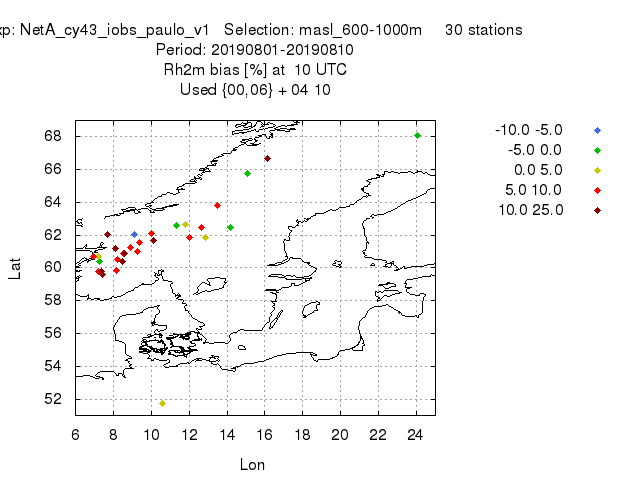 xp: NetA_cy43_iobs_paulo_v1 Selection: masl_600-1000m 30 stations
Period: 20190801-20190810
Rh2m bias [%] at 10 UTC
Used {00,06} + 04 10
-10.0 -5.0
-5.0 0.0
0.0 5.0
5.0 10.0
10.0 25.0
68
66
64
62
60
58
56
54
52
Lat
6 8 10 12 14 16 18 20 22 24
Lon